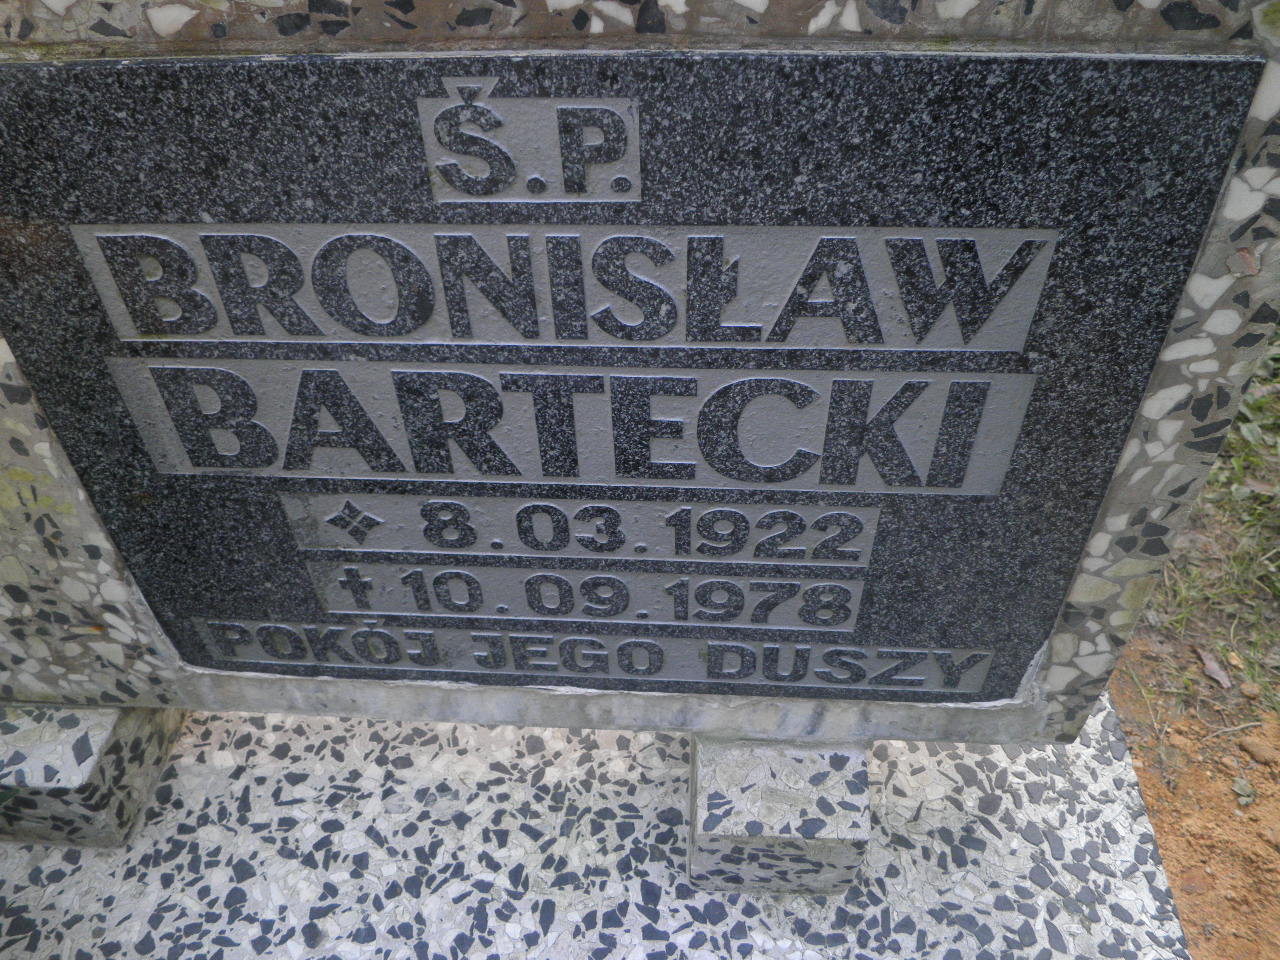 Ś.P.
BRONISŁAW
BARTECKI
8.03.1922
✝ 10.09.1978
POKÓJ JEGO DUSZY